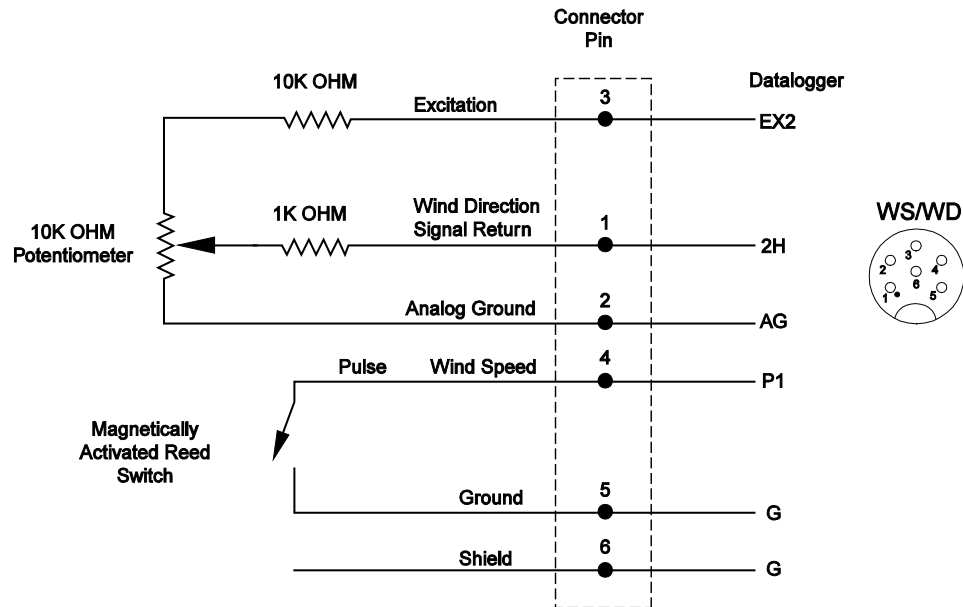 Connector
Pin
Datalogger
10K OHM
Excitation
3
EX2
1K OHM
Wind Direction
Signal Return
1
2H
10K OHM
Potentiometer
WS/WD
3
2
4
6
1
5
Analog Ground
2
AG
Pulse
Wind Speed
4
P1
Magnetically
Activated Reed
Switch
Ground
5
G
Shield
6
G